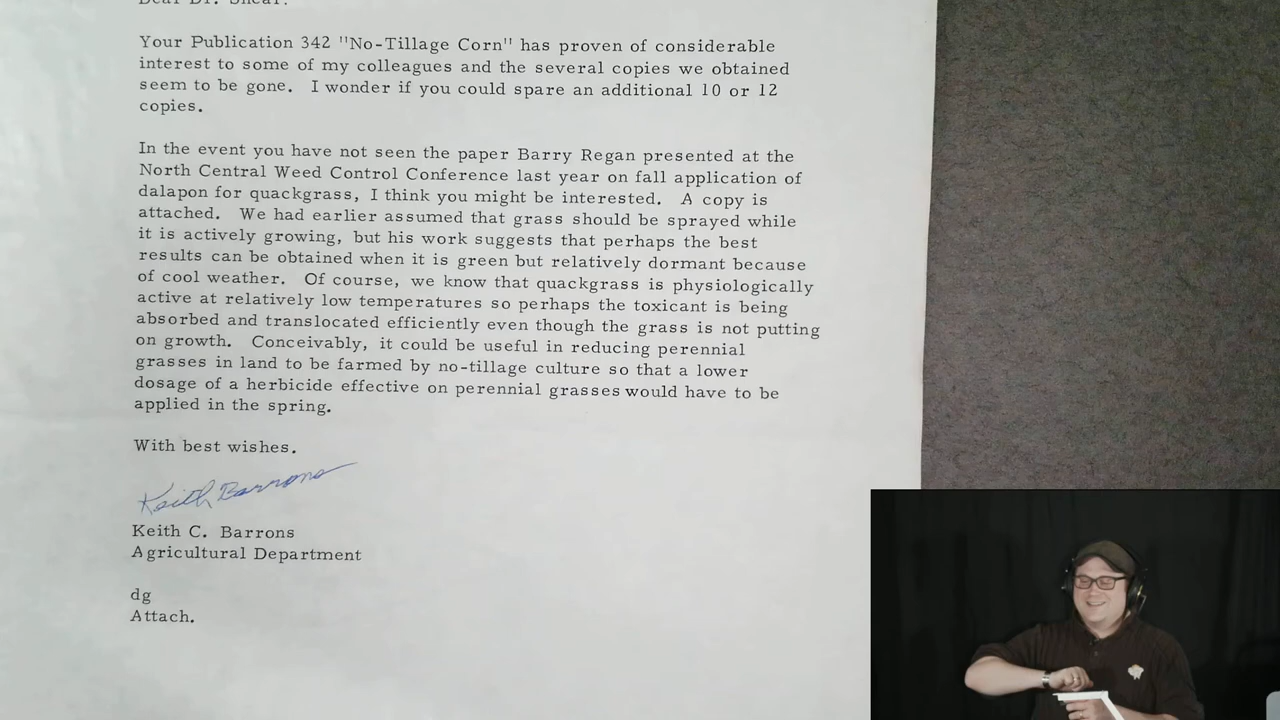 Dear Dr. Shear:
Your Publication 342 "No-Tillage Corn" has proven of considerable
interest to some of my colleagues and the several copies we obtained
seem to be gone. I wonder if you could spare an additional 10 or 12
copies.
In the event you have not seen the paper Barry Regan presented at the
North Central Weed Control Conference last year on fall application of
dalapon for quackgrass, I think you might be interested. A copy is
attached. We had earlier assumed that grass should be sprayed while
it is actively growing, but his work suggests that perhaps the best
results can be obtained when it is green but relatively dormant because
of cool weather. Of course, we know that quackgrass is physiologically
active at relatively low temperatures so perhaps the toxicant is being
absorbed and translocated efficiently even though the grass is not putting
on growth. Conceivably, it could be useful in reducing perennial
grasses in land to be farmed by no-tillage culture so that a lower
dosage of a herbicide effective on perennial grasses would have to be
applied in the spring.
With best wishes.
Keith Barrons
Keith C. Barrons
Agricultural Department
dg
Attach.